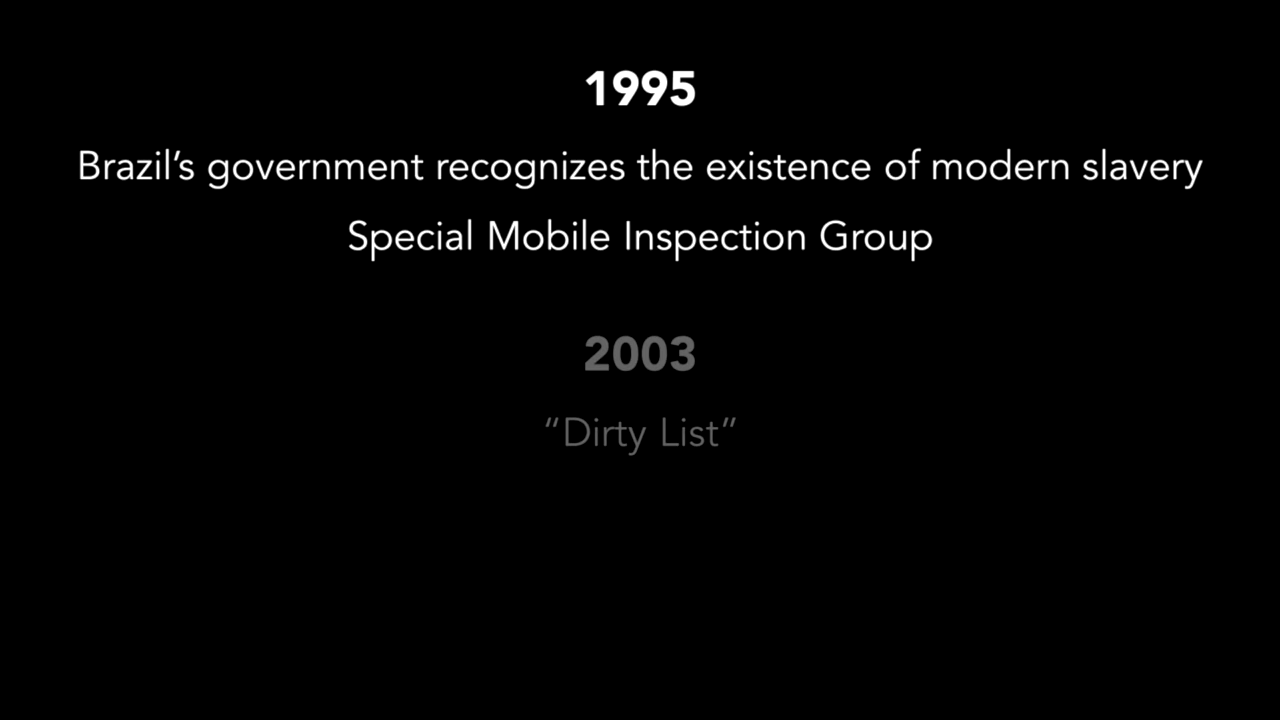 1995
Brazil’s government recognizes the existence of modern slavery
Special Mobile Inspection Group
2003
“Dirty List”